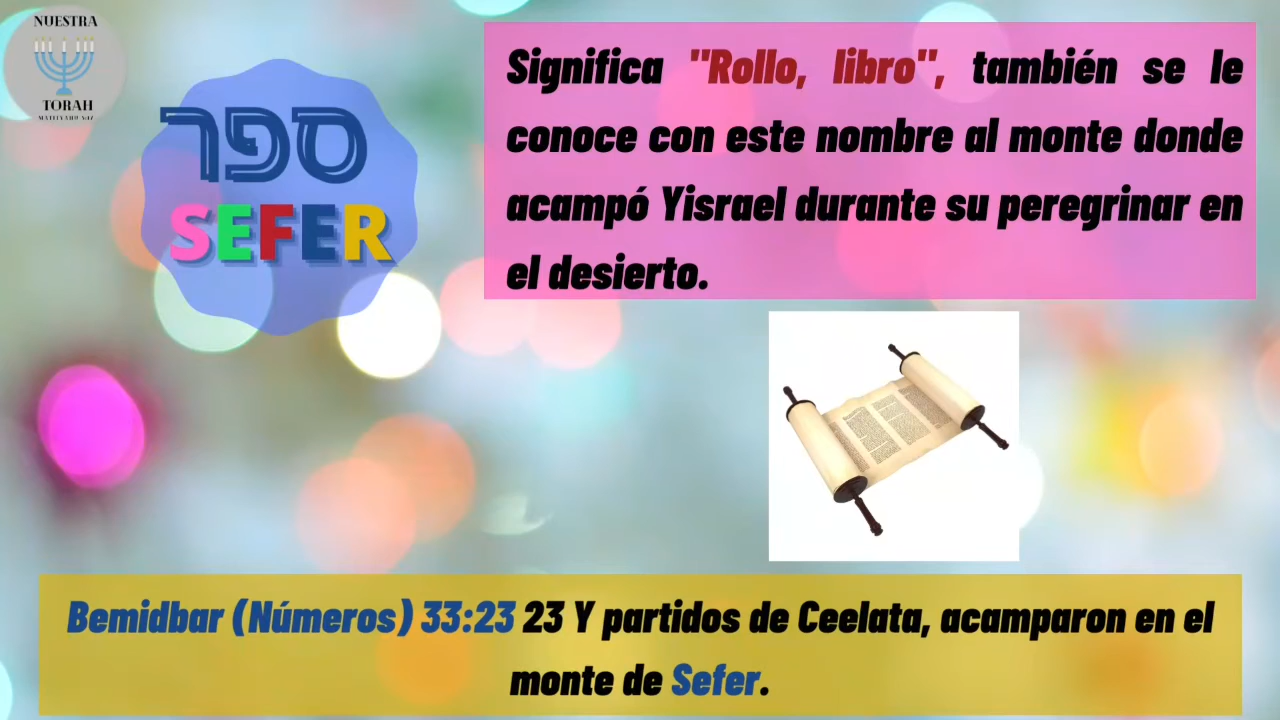 NUESTRA
TORAH
ספר
SEFER
Significa "Rollo, libro", también se le
conoce con este nombre al monte donde
acampó Yisrael durante su peregrinar en
el desierto.
Bemidbar (Números) 33:23 23 Y partidos de Ceelata, acamparon en el
monte de Sefer.